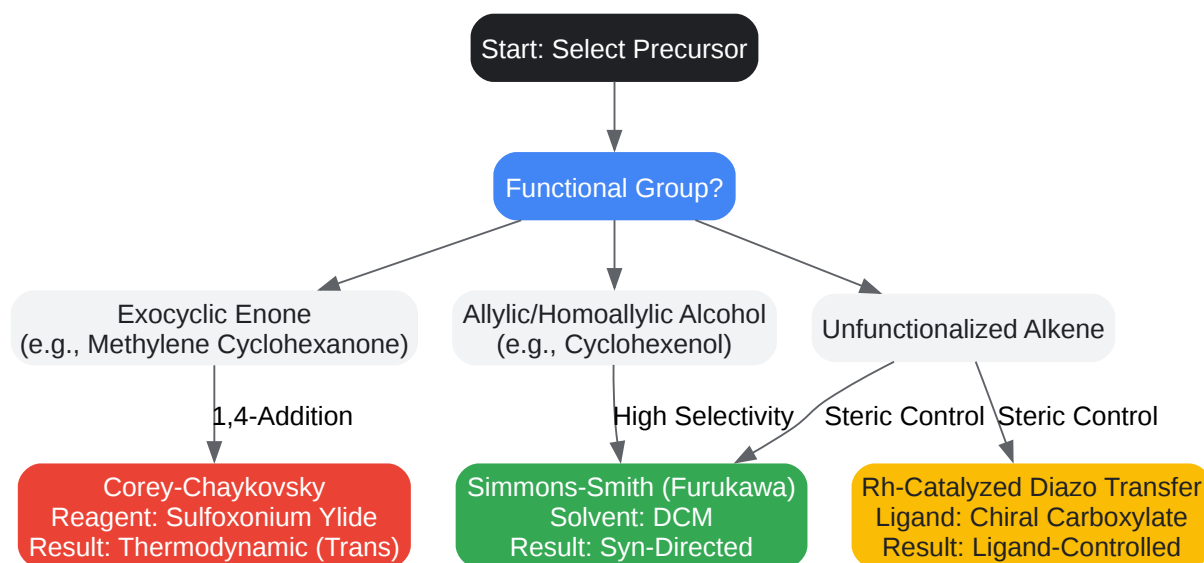 Start: Select Precursor
Functional Group?
Exocyclic Enone
(e.g., Methylene Cyclohexanone)
Allylic/Homoallylic Alcohol
(e.g., Cyclohexenol)
Unfunctionalized Alkene
1,4-Addition
High Selectivity
Steric Control
Steric Control
Corey-Chaykovsky
Reagent: Sulfoxonium Ylide
Result: Thermodynamic (Trans)
Simmons-Smith (Furukawa)
Solvent: DCM
Result: Syn-Directed
Rh-Catalyzed Diazo Transfer
Ligand: Chiral Carboxylate
Result: Ligand-Controlled